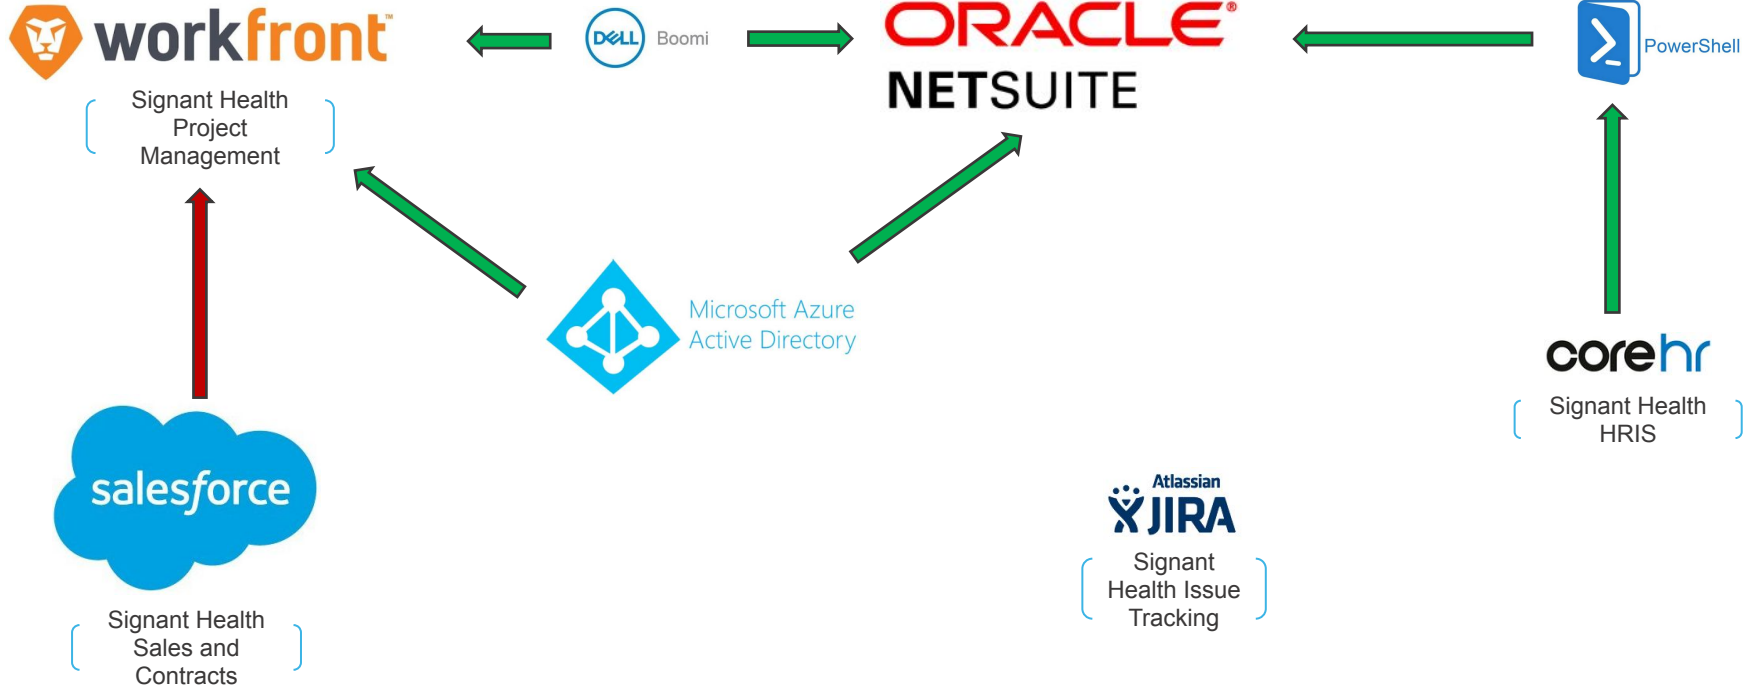 workfront
DELL
Boomi
ORACLE®
NETSUITE
PowerShell
Signant Health
Project
Management
Microsoft Azure
Active Directory
corehr
Signant Health
HRIS
salesforce
Atlassian
JIRA
Signant
Health Issue
Tracking
Signant Health
Sales and
Contracts